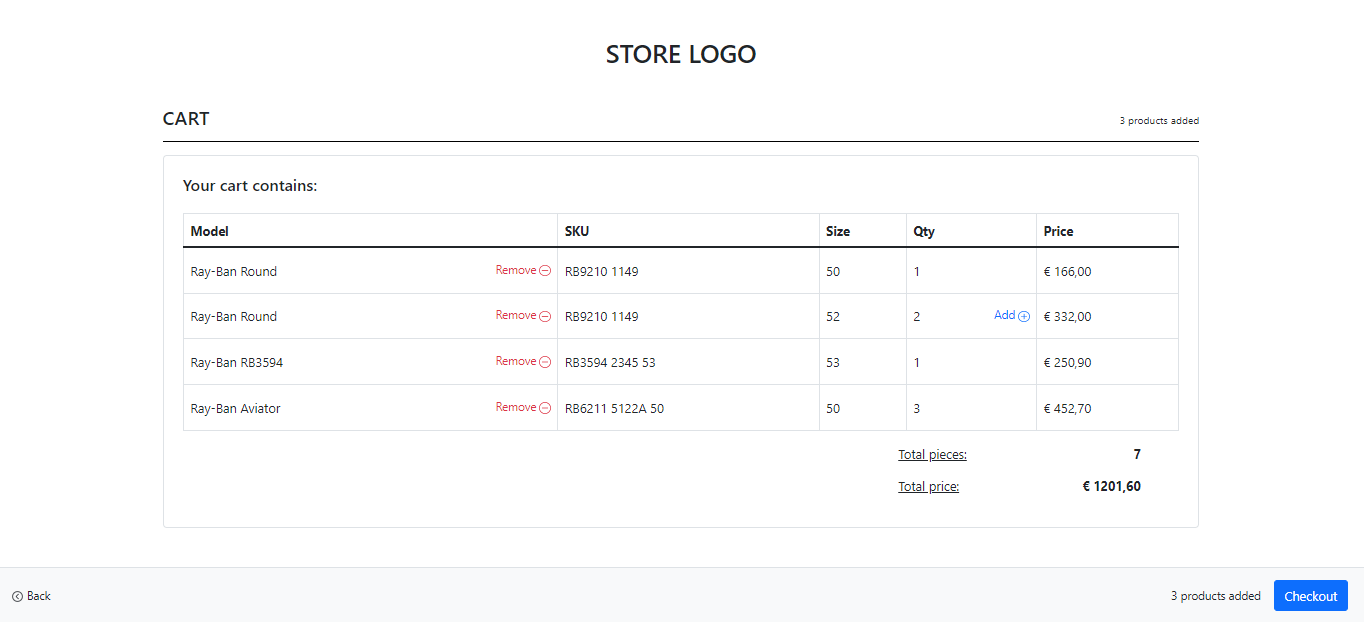 STORE LOGO
CART 3 products added
Your cart contains:
Model SKU Size Qty Price
Ray-Ban Round Remove RB9210 1149 50 1 € 166,00
Ray-Ban Round Remove RB9210 1149 52 2 Add € 332,00
Ray-Ban RB3594 Remove RB3594 2345 53 53 1 € 250,90
Ray-Ban Aviator Remove RB6211 5122A 50 50 3 € 452,70
Total pieces: 7
Total price: € 1201,60
Back 3 products added Checkout